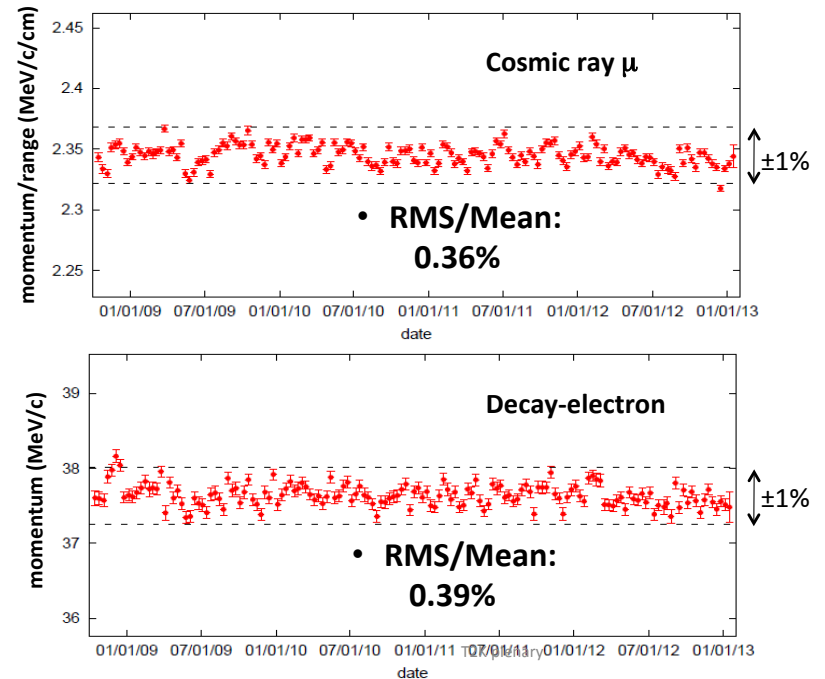 2.45
Cosmic ray μ
2.4
momentum/range (MeV/c/cm)
2.35
±1%
2.3
• RMS/Mean:
0.36%
2.25
01/01/09 07/01/09 01/01/10 07/01/10 01/01/11 07/01/11 01/01/12 07/01/12 01/01/13
date
39
Decay-electron
momentum (MeV/c)
38
±1%
37
• RMS/Mean:
0.39%
36
T2K plenary
01/01/09 07/01/09 01/01/10 07/01/10 01/01/11 07/01/11 01/01/12 07/01/12 01/01/13
date